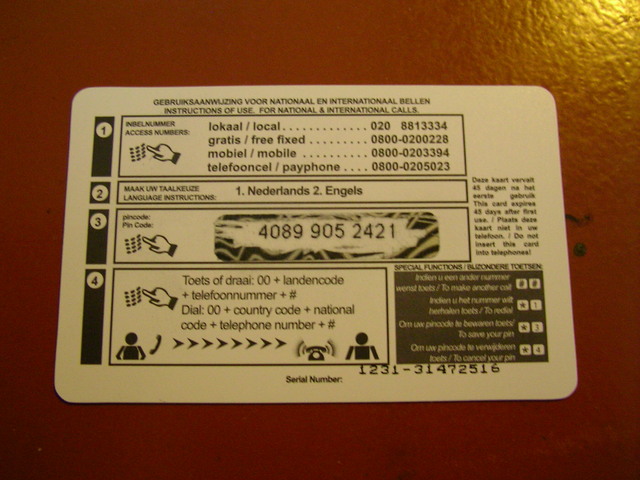 GEBRUIKSAANWIJZING VOOR NATIONAAL EN INTERNATIONAAL BELLEN
INSTRUCTIONS OF USE. FOR NATIONAL & INTERNATIONAL CALLS.
1
INBELNUMMER
ACCESS NUMBERS:
lokaal / local . . . . . . . . . . . . 020 8813334
gratis / free fixed . . . . . . . . . 0800-0200228
mobiel / mobile . . . . . . . . . . 0800-0203394
telefooncel / payphone . . . . 0800-0205023
2
MAAK UW TAALKEUZE
LANGUAGE INSTRUCTIONS:
1. Nederlands 2. Engels
3
pincode:
Pin Code:
4089 905 2421
Deze kaart vervalt
45 dagen na het
eerste gebruik
This card expires
45 days after first
use. / Plaats deze
kaart niet in uw
telefoon. / Do not
insert this card
into telephones!
4
Toets of draai: 00 + landencode
+ telefoonnummer + #
Dial: 00 + country code + national
code + telephone number + #
SPECIAL FUNCTIONS / BIJZONDERE TOETSEN:
Indien u een ander nummer
wenst toets / To make another call # #
Indien u het nummer wilt
herhalen toets / To redial * 1
Om uw pincode te bewaren toets/
To save your pin * 3
Om uw pincode te verwijderen
toets / To cancel your pin * 4
Serial Number: 1231-31472516